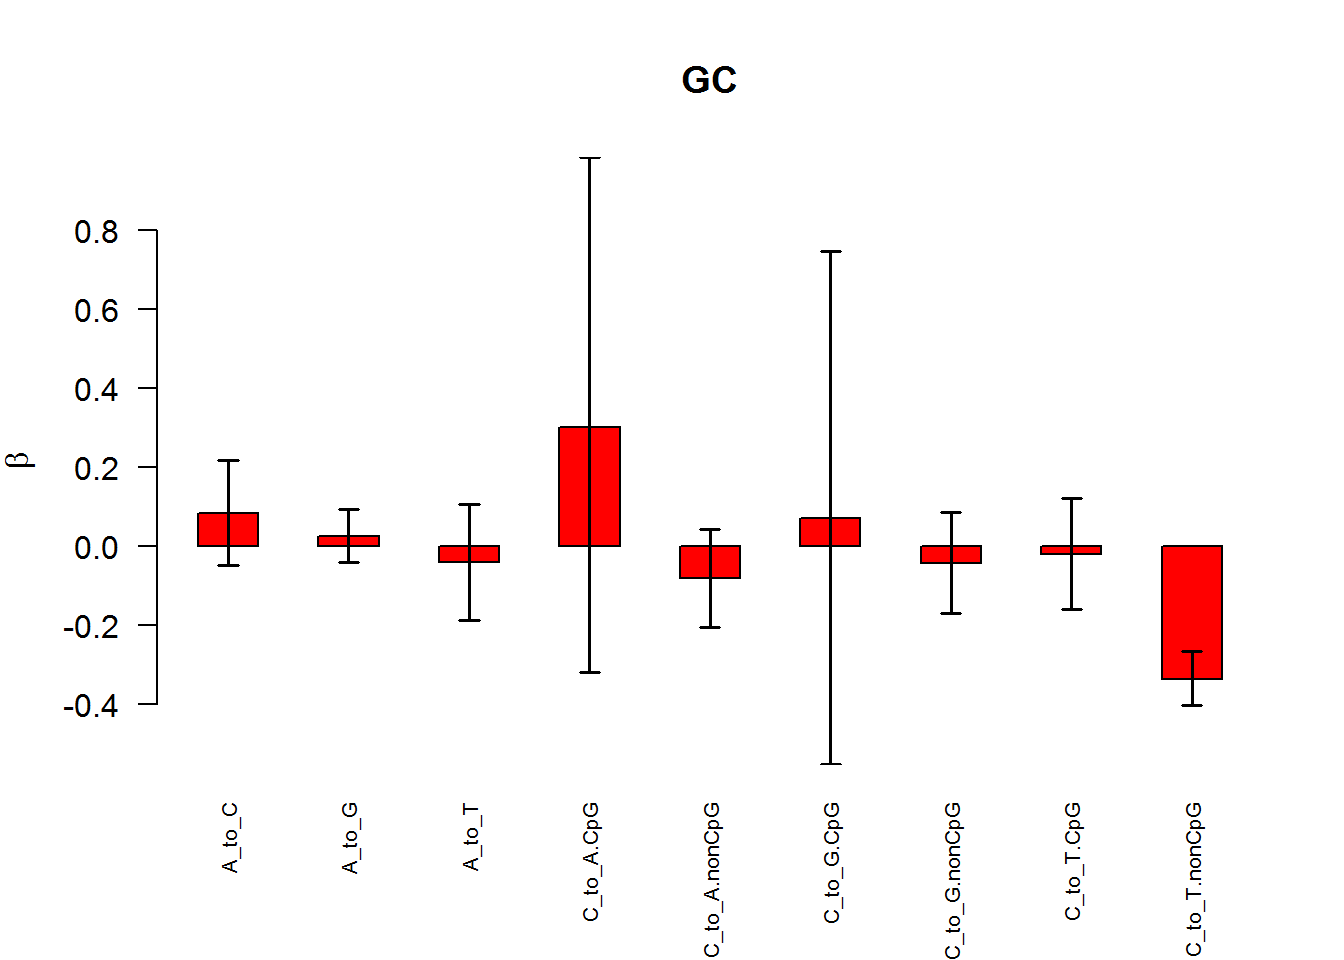 GC
β
0.8
0.6
0.4
0.2
0.0
-0.2
-0.4
A_to_C
A_to_G
A_to_T
C_to_A.CpG
C_to_A.nonCpG
C_to_G.CpG
C_to_G.nonCpG
C_to_T.CpG
C_to_T.nonCpG